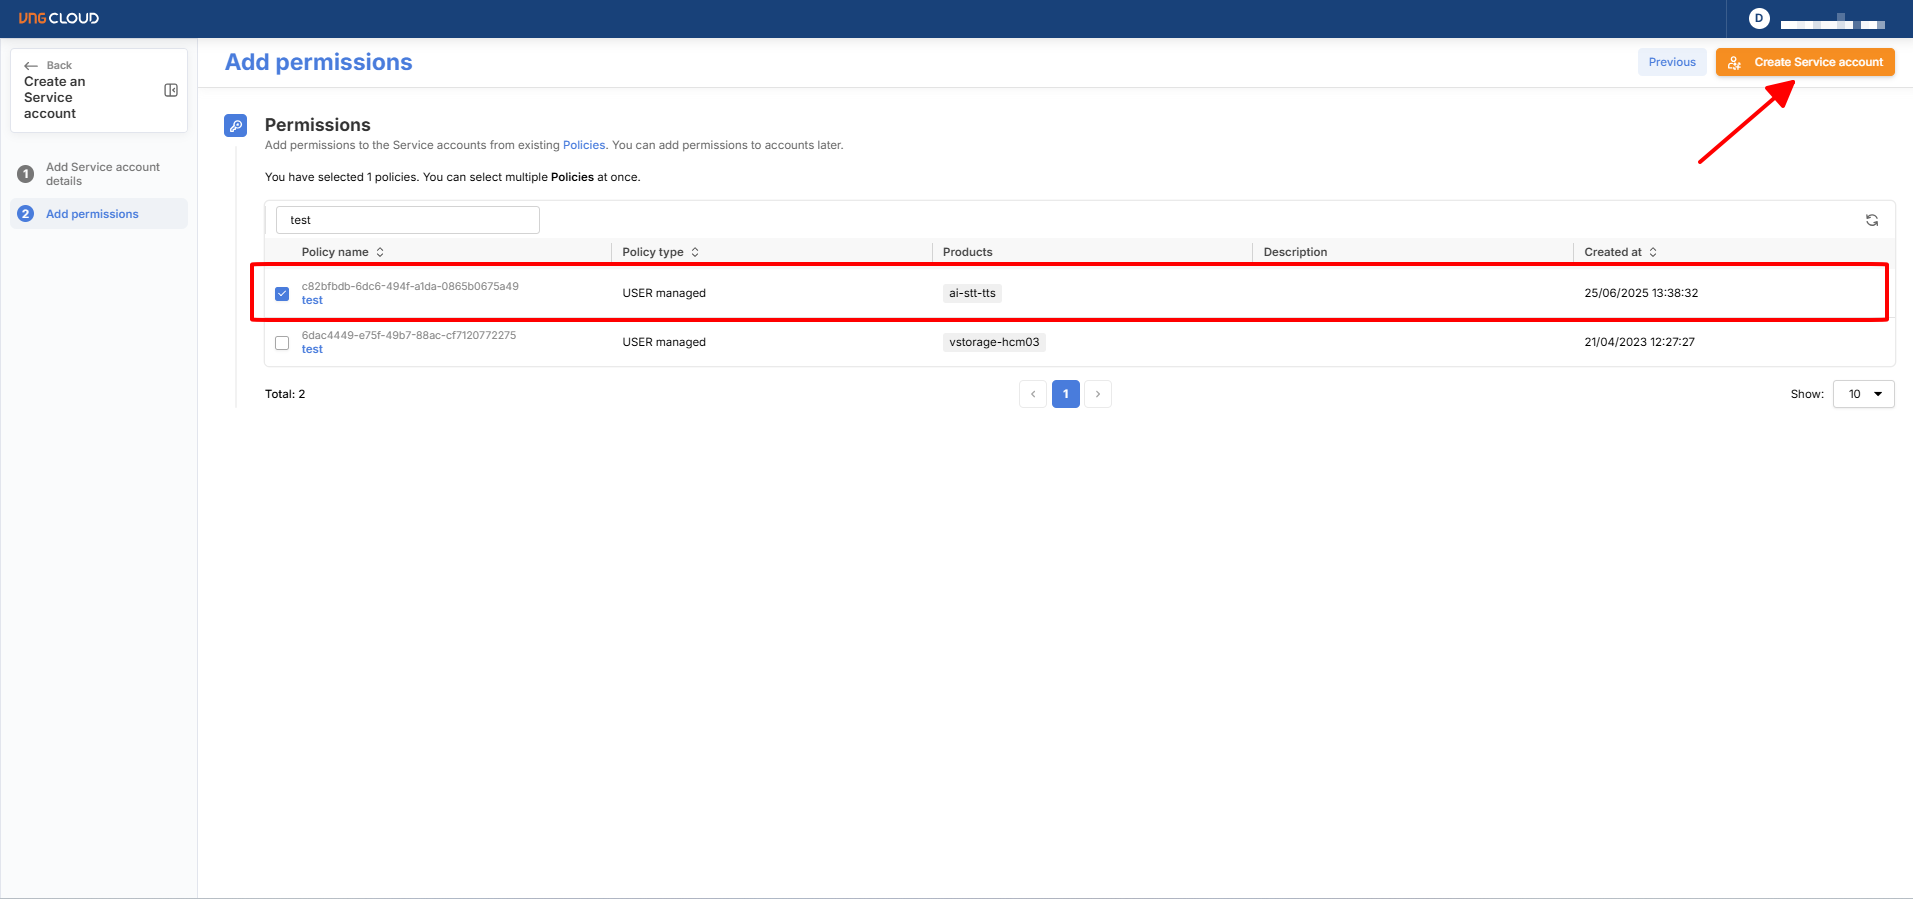 VNG CLOUD
D
Back
Create an
Service
account
Add permissions
Previous
Create Service account
1
Add Service account
details
2
Add permissions
Permissions
Add permissions to the Service accounts from existing Policies. You can add permissions to accounts later.
You have selected 1 policies. You can select multiple Policies at once.
test
Policy name
Policy type
Products
Description
Created at
c82bfbdb-6dc6-494f-a1da-0865b0675a49
test
USER managed
ai-stt-tts
25/06/2025 13:38:32
6dac4449-e75f-49b7-88ac-cf7120772275
test
USER managed
vstorage-hcm03
21/04/2023 12:27:27
Total: 2
1
Show:
10